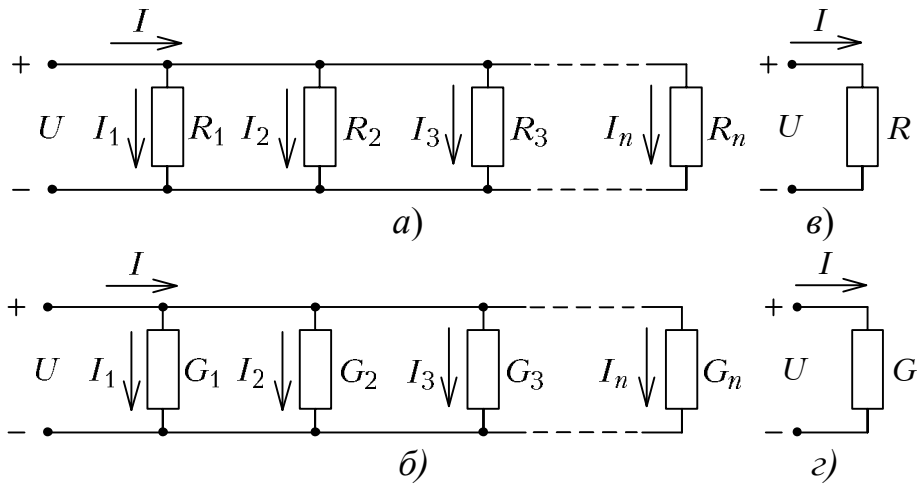 I I
+ +
U I₁ R₁ I₂ R₂ I₃ R₃ Iₙ Rₙ U R
− −
а) в)
I I
+ +
U I₁ G₁ I₂ G₂ I₃ G₃ Iₙ Gₙ U G
− −
б) г)